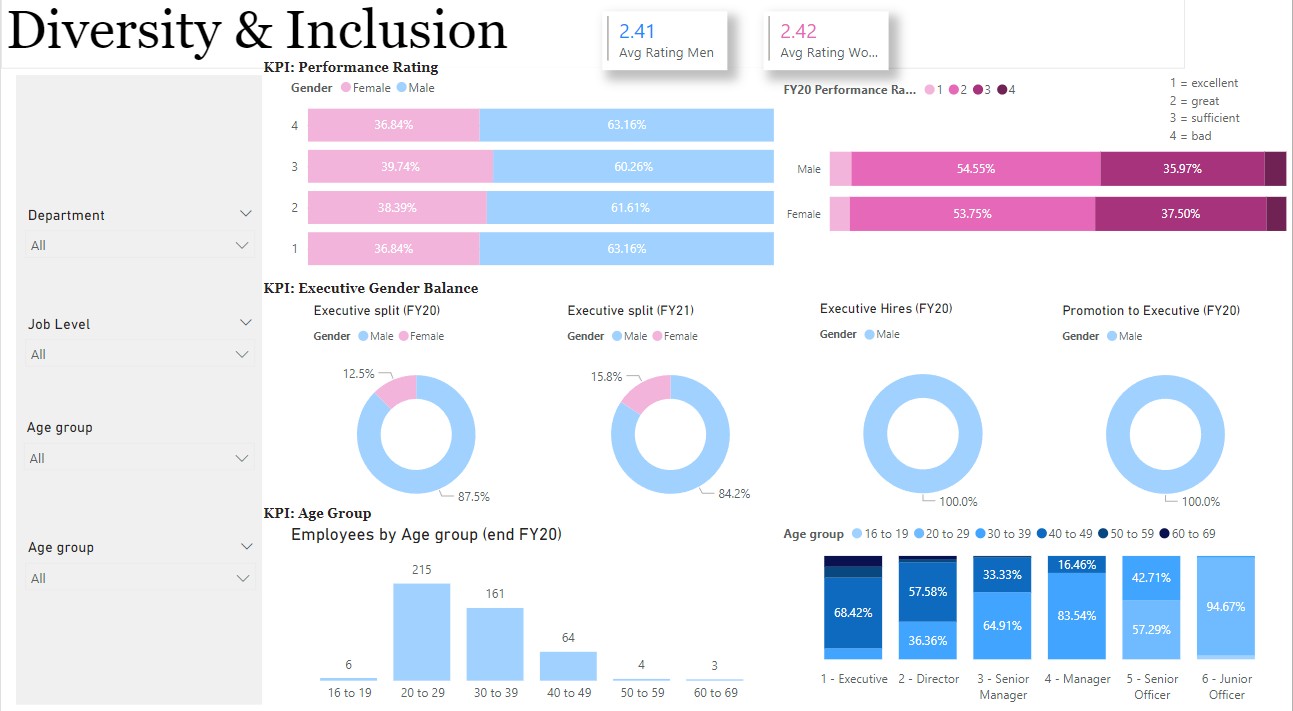 Diversity & Inclusion
2.41
Avg Rating Men
2.42
Avg Rating Wo...
KPI: Performance Rating
Gender Female Male
4 36.84% 63.16%
3 39.74% 60.26%
2 38.39% 61.61%
1 36.84% 63.16%
FY20 Performance Ra... 1 2 3 4
1 = excellent
2 = great
3 = sufficient
4 = bad
Male 54.55% 35.97%
Female 53.75% 37.50%
Department
All
Job Level
All
Age group
All
Age group
All
KPI: Executive Gender Balance
Executive split (FY20)
Gender Male Female
12.5%
87.5%
Executive split (FY21)
Gender Male Female
15.8%
84.2%
Executive Hires (FY20)
Gender Male
100.0%
Promotion to Executive (FY20)
Gender Male
100.0%
KPI: Age Group
Employees by Age group (end FY20)
6 215 161 64 4 3
16 to 19 20 to 29 30 to 39 40 to 49 50 to 59 60 to 69
Age group 16 to 19 20 to 29 30 to 39 40 to 49 50 to 59 60 to 69
68.42%
57.58%
36.36%
33.33%
64.91%
16.46%
83.54%
42.71%
57.29%
94.67%
1 - Executive
2 - Director
3 - Senior
Manager
4 - Manager
5 - Senior
Officer
6 - Junior
Officer